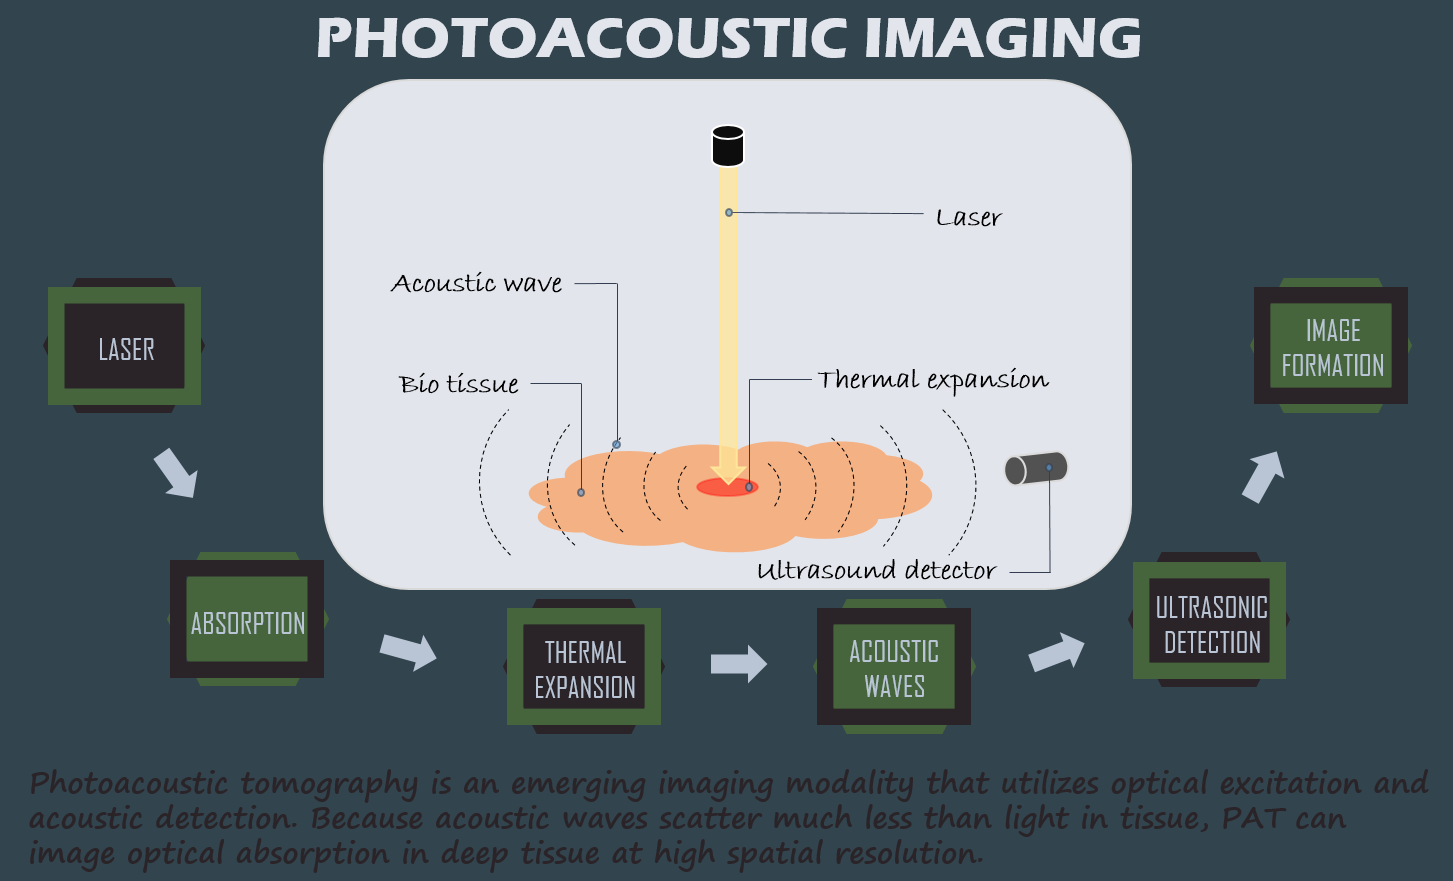 PHOTOACOUSTIC IMAGING
Laser
Acoustic wave
Bio tissue
Thermal expansion
Ultrasound detector
LASER
ABSORPTION
THERMAL
EXPANSION
ACOUSTIC
WAVES
ULTRASONIC
DETECTION
IMAGE
FORMATION
Photoacoustic tomography is an emerging imaging modality that utilizes optical excitation and
acoustic detection. Because acoustic waves scatter much less than light in tissue, PAT can
image optical absorption in deep tissue at high spatial resolution.